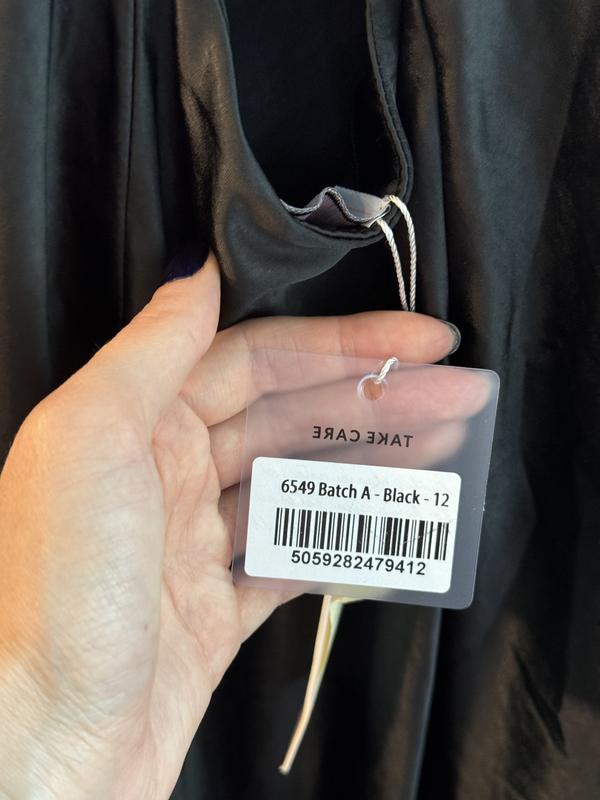 TAKE CARE
6549 Batch A - Black - 12
5059282479412